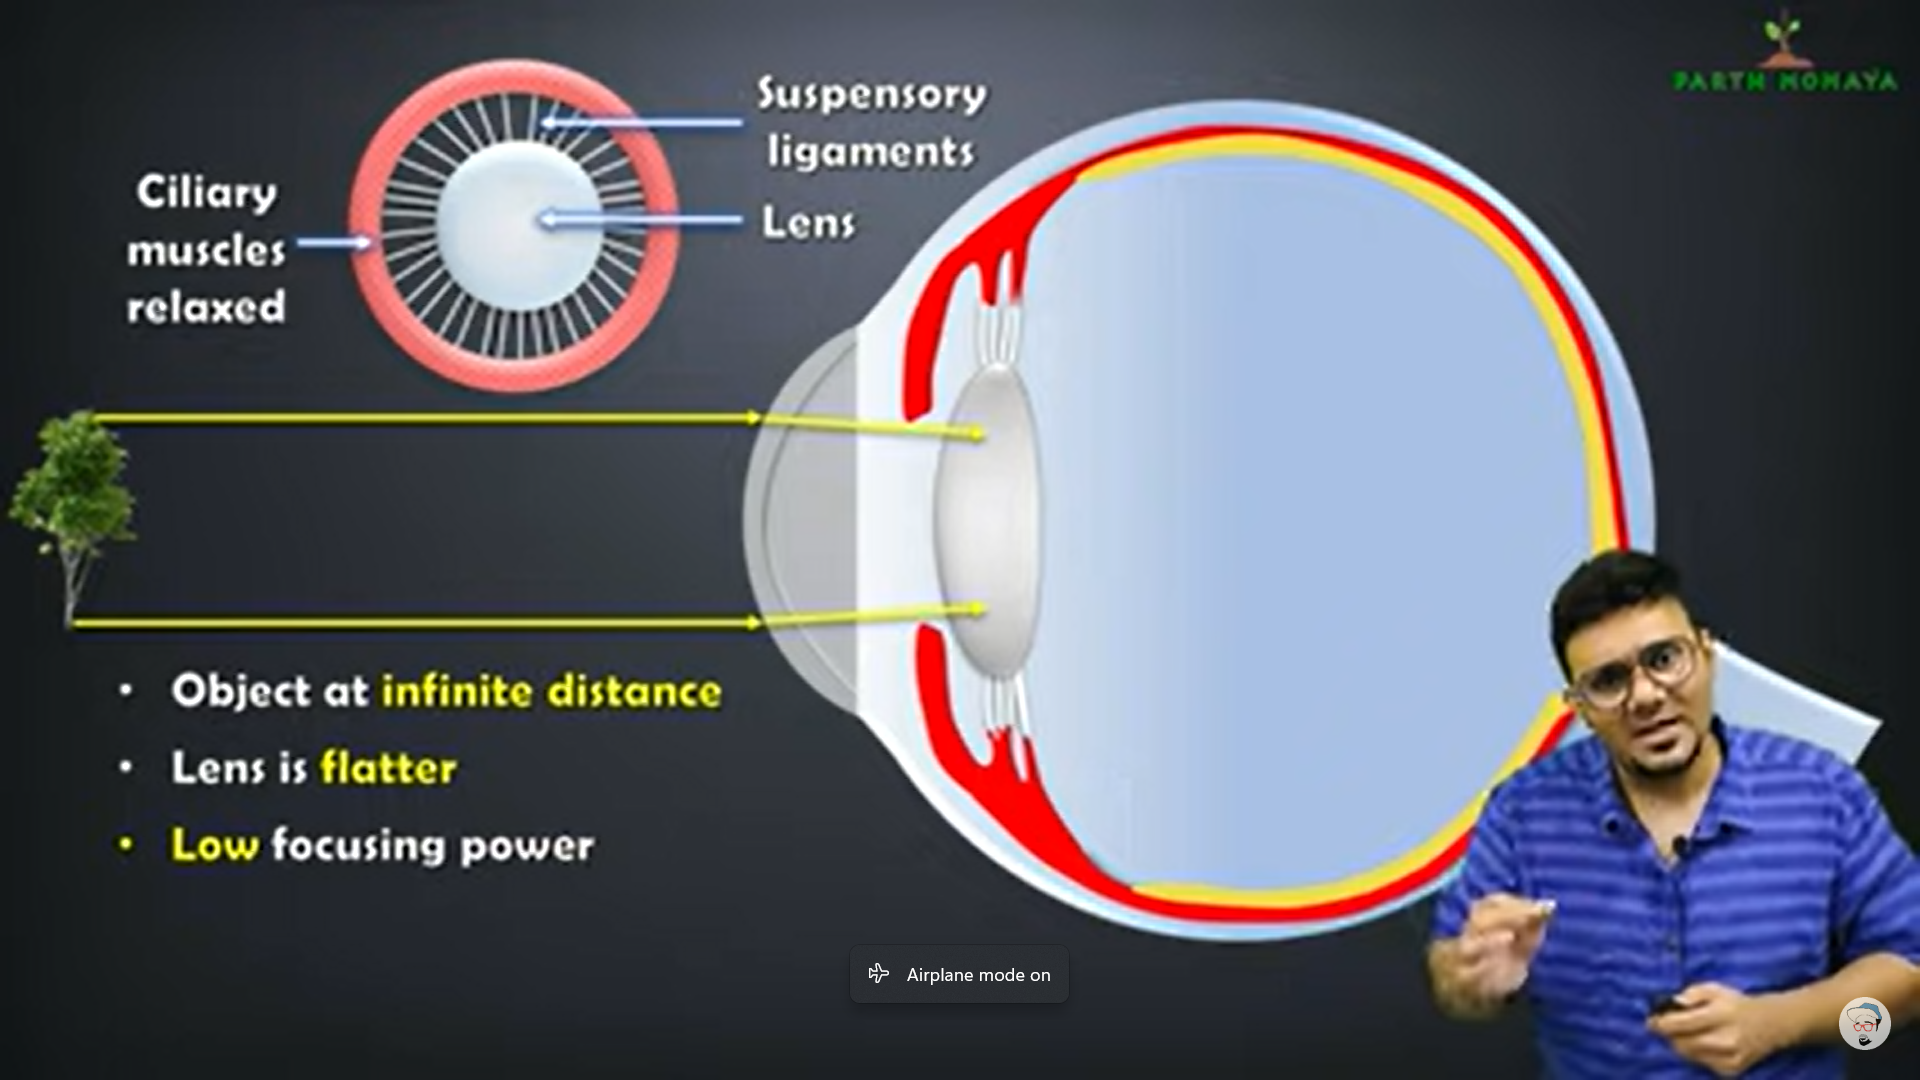 PARTH MOMAYA
Suspensory
ligaments
Ciliary
muscles
relaxed
Lens
• Object at infinite distance
• Lens is flatter
• Low focusing power
Airplane mode on